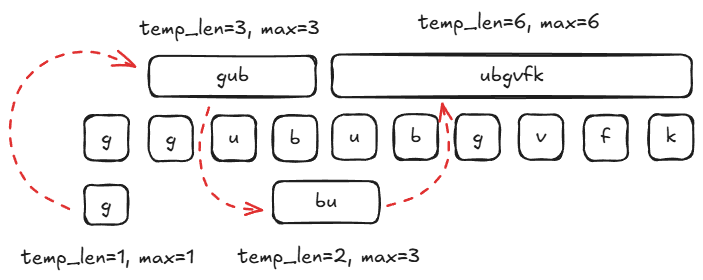 temp_len=3, max=3
temp_len=6, max=6
gub
ubgvfk
g g u b u b g v f k
g
bu
temp_len=1, max=1
temp_len=2, max=3